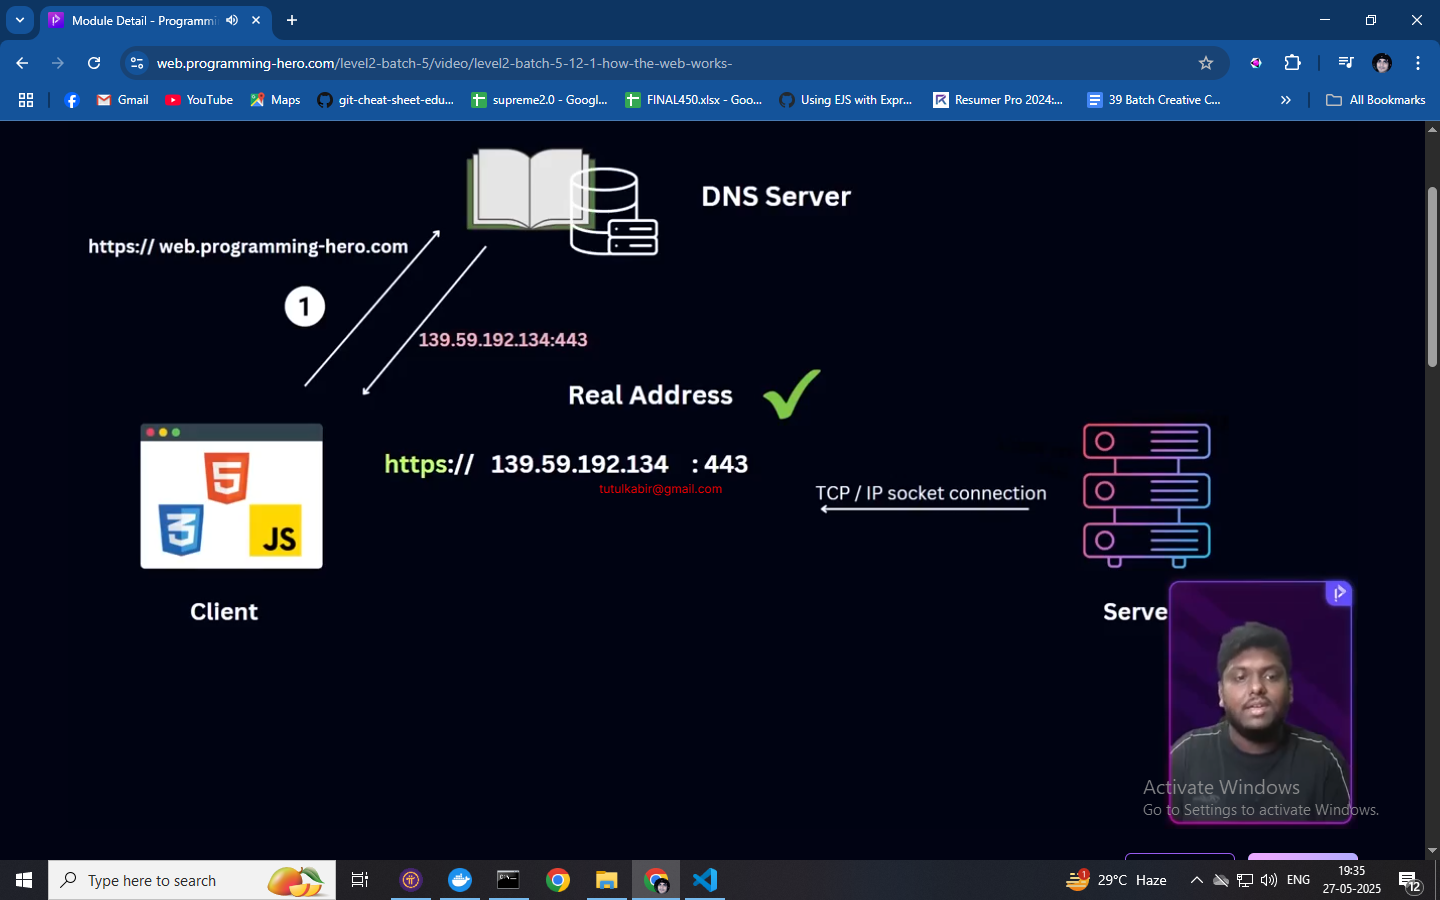 Module Detail - Programmi
web.programming-hero.com/level2-batch-5/video/level2-batch-5-12-1-how-the-web-works-
Gmail
YouTube
Maps
git-cheat-sheet-edu...
supreme2.0 - Googl...
FINAL450.xlsx - Goo...
Using EJS with Expr...
Resumer Pro 2024:...
39 Batch Creative C...
All Bookmarks
DNS Server
https:// web.programming-hero.com
1
139.59.192.134:443
Real Address
https:// 139.59.192.134 : 443
tutulkabir@gmail.com
TCP / IP socket connection
5
3
JS
Client
Serve
Activate Windows
Go to Settings to activate Windows.
Type here to search
1
29°C Haze
ENG
19:35
27-05-2025
12